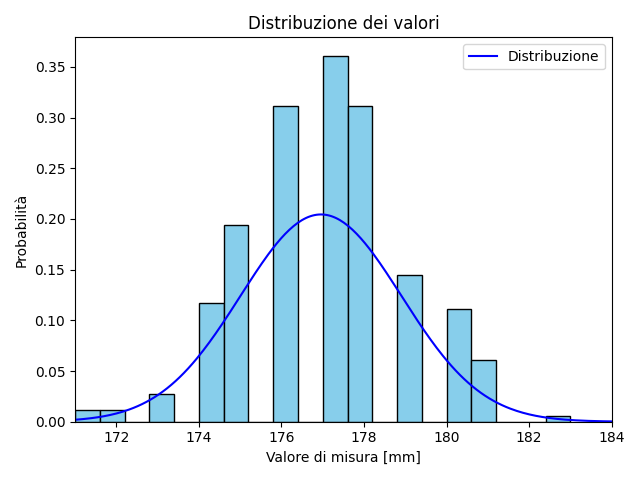 Distribuzione dei valori
Distribuzione
Probabilità
0.35
0.30
0.25
0.20
0.15
0.10
0.05
0.00
172 174 176 178 180 182 184
Valore di misura [mm]